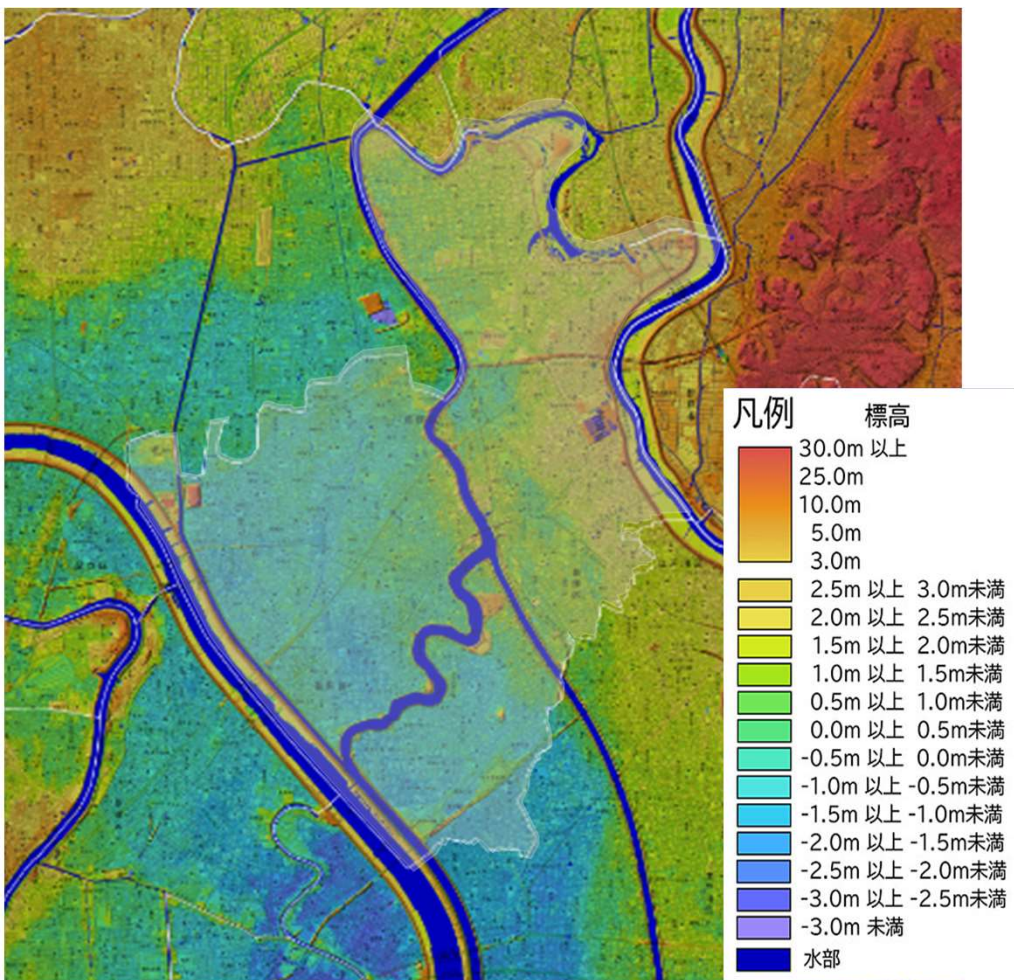 凡例 標高
30.0m 以上
25.0m
10.0m
5.0m
3.0m
2.5m 以上 3.0m未満
2.0m 以上 2.5m未満
1.5m 以上 2.0m未満
1.0m 以上 1.5m未満
0.5m 以上 1.0m未満
0.0m 以上 0.5m未満
-0.5m 以上 0.0m未満
-1.0m 以上 -0.5m未満
-1.5m 以上 -1.0m未満
-2.0m 以上 -1.5m未満
-2.5m 以上 -2.0m未満
-3.0m 以上 -2.5m未満
-3.0m 未満
水部